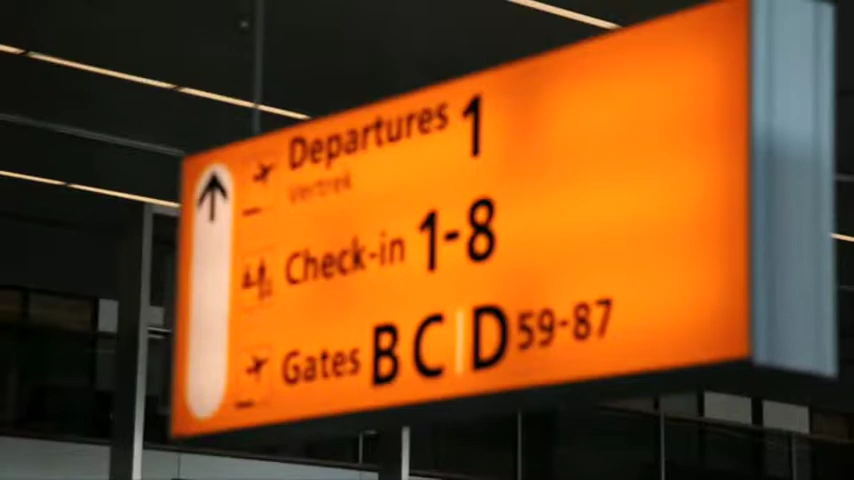 Departures 1
Vertrek
Check-in 1-8
Gates B C D 59-87